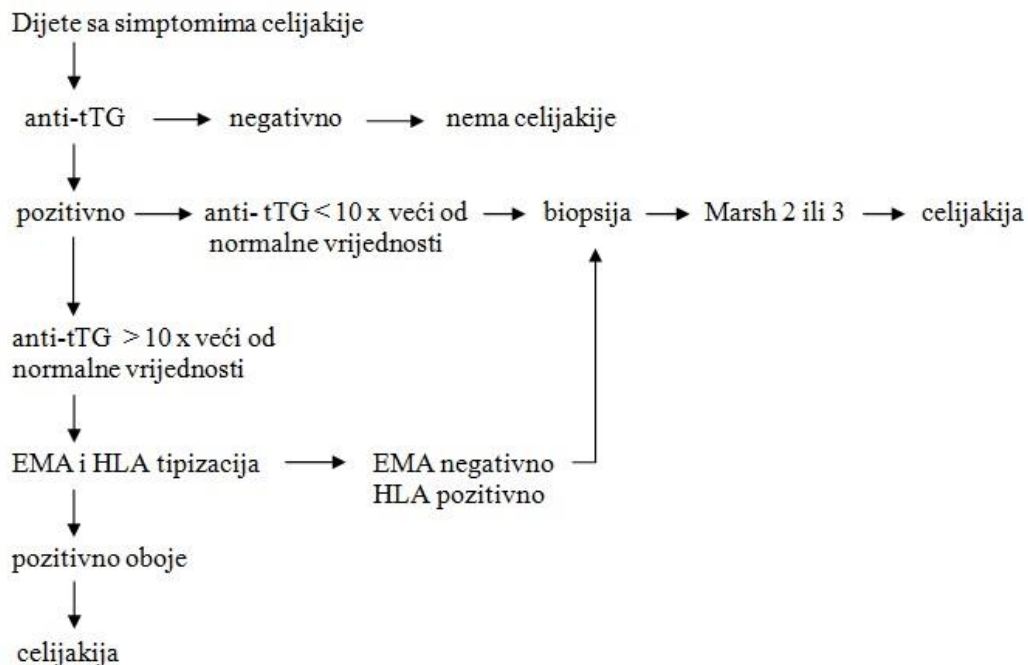 Dijete sa simptomima celijakije
anti-tTG negativno nema celijakije
pozitivno anti- tTG < 10 x veći od biopsija Marsh 2 ili 3 celijakija
normalne vrijednosti
anti-tTG > 10 x veći od
normalne vrijednosti
EMA i HLA tipizacija EMA negativno
HLA pozitivno
pozitivno oboje
celijakija